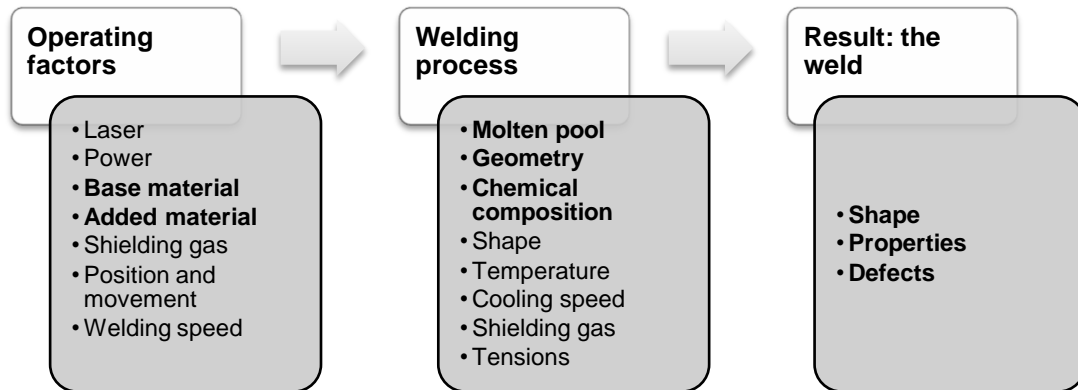 Operating
factors
• Laser
• Power
• Base material
• Added material
• Shielding gas
• Position and
movement
• Welding speed
Welding
process
• Molten pool
• Geometry
• Chemical
composition
• Shape
• Temperature
• Cooling speed
• Shielding gas
• Tensions
Result: the
weld
• Shape
• Properties
• Defects